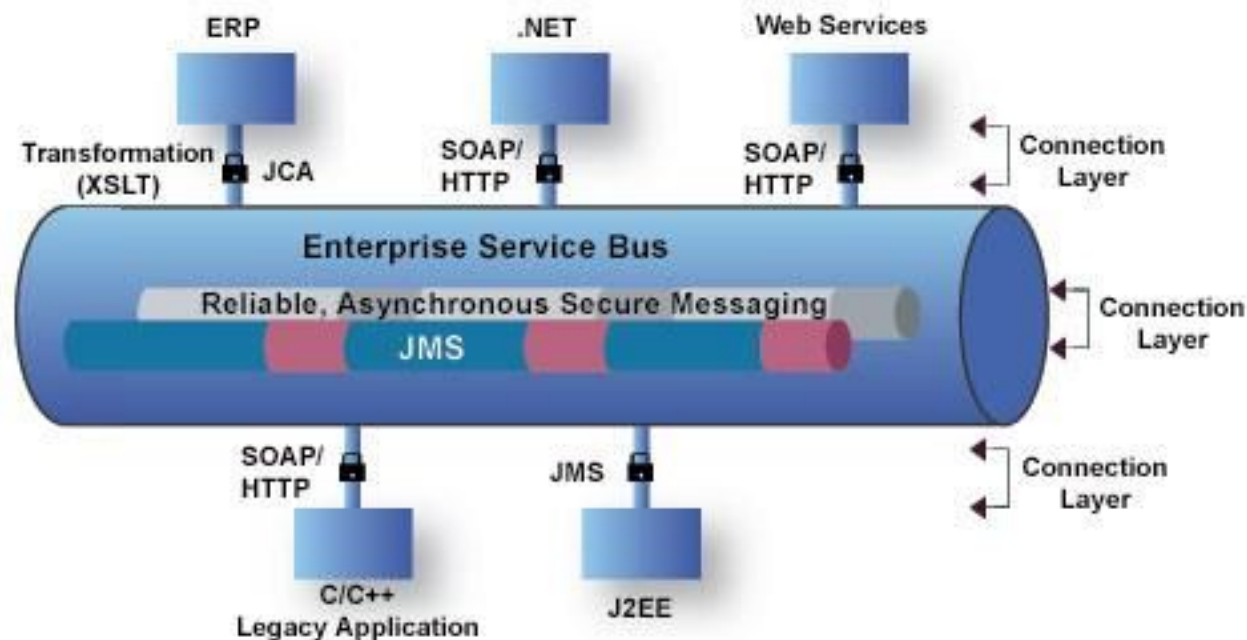 ERP
.NET
Web Services
Transformation
(XSLT)
JCA
SOAP/
HTTP
SOAP/
HTTP
Connection
Layer
Enterprise Service Bus
Reliable, Asynchronous Secure Messaging
JMS
Connection
Layer
SOAP/
HTTP
JMS
Connection
Layer
C/C++
Legacy Application
J2EE